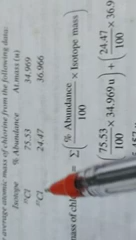 average atomic mass of chlorine from the following data:
Isotope % Abundance At.mass (u)
³⁵Cl 75.53 34.969
³⁷Cl 24.47 36.966
mass of chl = Σ(% Abundance/100 × Isotope mass)
(75.53 × 34.969 u/100) + (24.47 × 36.9/100